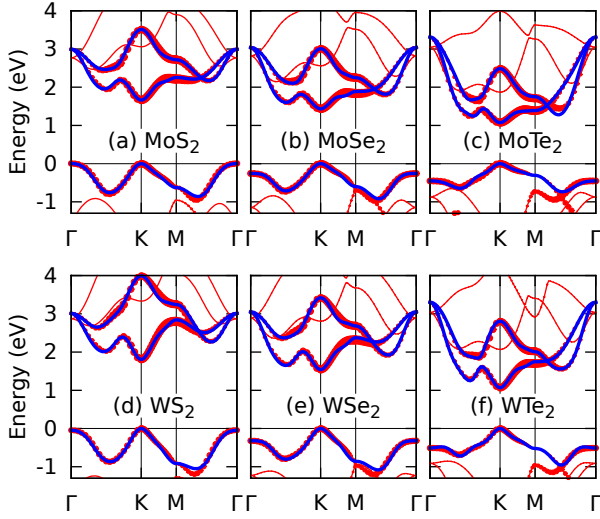 Energy (eV)
4
3
2
1
0
-1
(a) MoS₂
(b) MoSe₂
(c) MoTe₂
Γ K M Γ K M Γ K M Γ
Energy (eV)
4
3
2
1
0
-1
(d) WS₂
(e) WSe₂
(f) WTe₂
Γ K M Γ K M Γ K M Γ